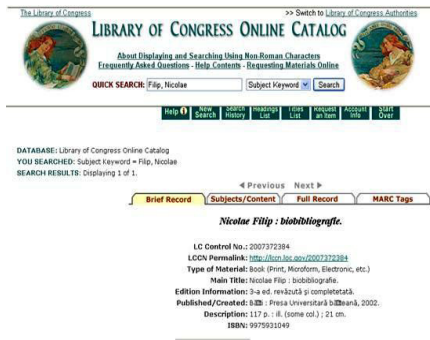 The Library of Congress >> Switch to Library of Congress Authorities
LIBRARY OF CONGRESS ONLINE CATALOG
About Displaying and Searching Using Non-Roman Characters
Frequently Asked Questions - Help Contents - Requesting Materials Online
QUICK SEARCH: Filip, Nicolae Subject Keyword Search
Help New Search Search History Headings List Titles List Request an Item Account Info Start Over
DATABASE: Library of Congress Online Catalog
YOU SEARCHED: Subject Keyword = Filip, Nicolae
SEARCH RESULTS: Displaying 1 of 1.
◄ Previous Next ►
Brief Record Subjects/Content Full Record MARC Tags
Nicolae Filip : biobibliografie.
LC Control No.: 2007372384
LCCN Permalink: http://lccn.loc.gov/2007372384
Type of Material: Book (Print, Microform, Electronic, etc.)
Main Title: Nicolae Filip : biobibliografie.
Edition Information: 3-a ed. revăzută şi completetată.
Published/Created: : Presa Universitară , 2002.
Description: 117 p. : ill. (some col.) ; 21 cm.
ISBN: 9975931049